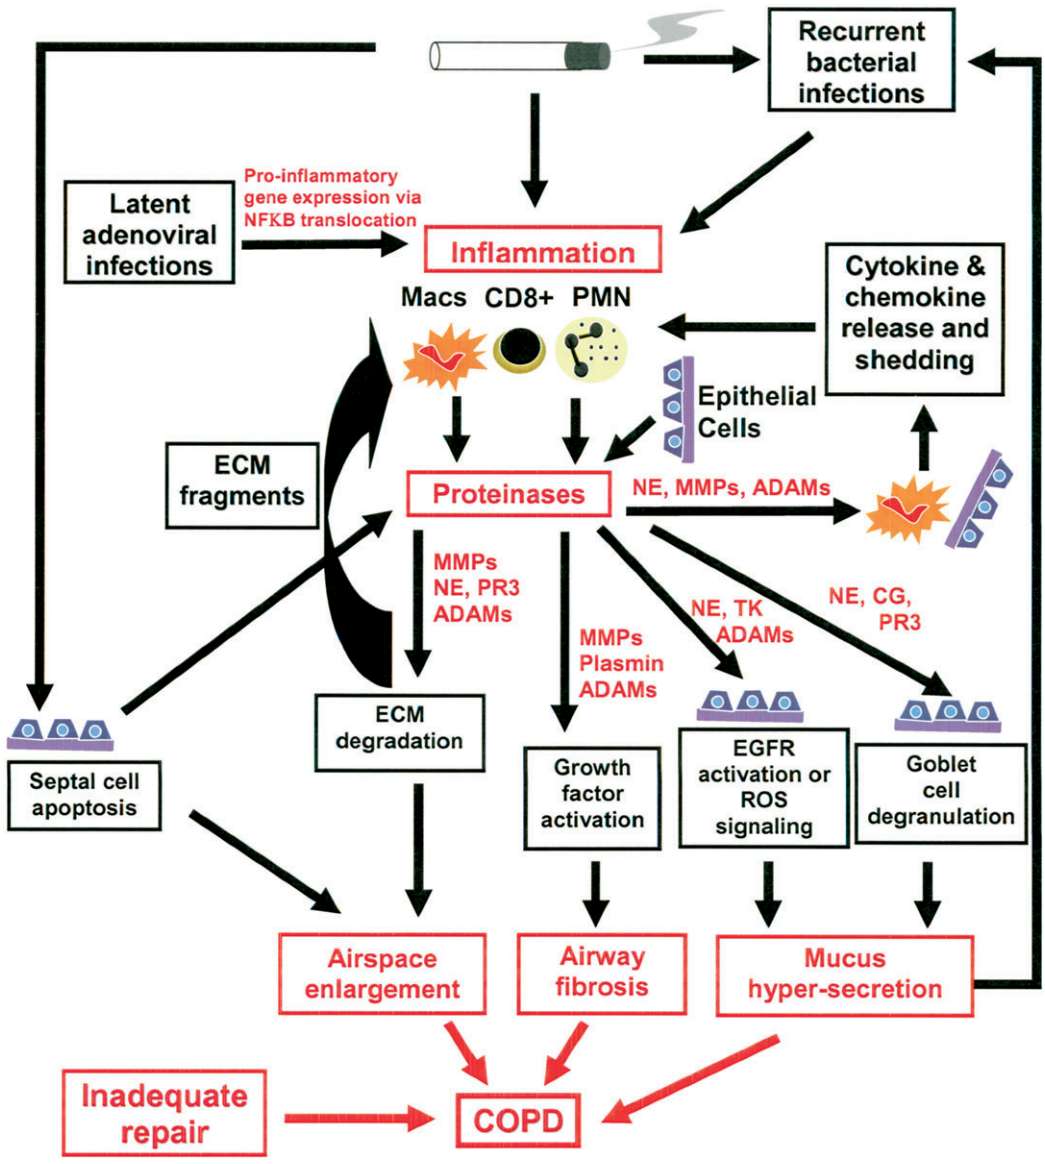 Recurrent
bacterial
infections
Latent
adenoviral
infections
Pro-inflammatory
gene expression via
NFKB translocation
Inflammation
Macs CD8+ PMN
Cytokine &
chemokine
release and
shedding
Epithelial
Cells
ECM
fragments
Proteinases
NE, MMPs, ADAMs
MMPs
NE, PR3
ADAMs
MMPs
Plasmin
ADAMs
NE, TK
ADAMs
NE, CG,
PR3
Septal cell
apoptosis
ECM
degradation
Growth
factor
activation
EGFR
activation or
ROS
signaling
Goblet
cell
degranulation
Airspace
enlargement
Airway
fibrosis
Mucus
hyper-secretion
Inadequate
repair
COPD